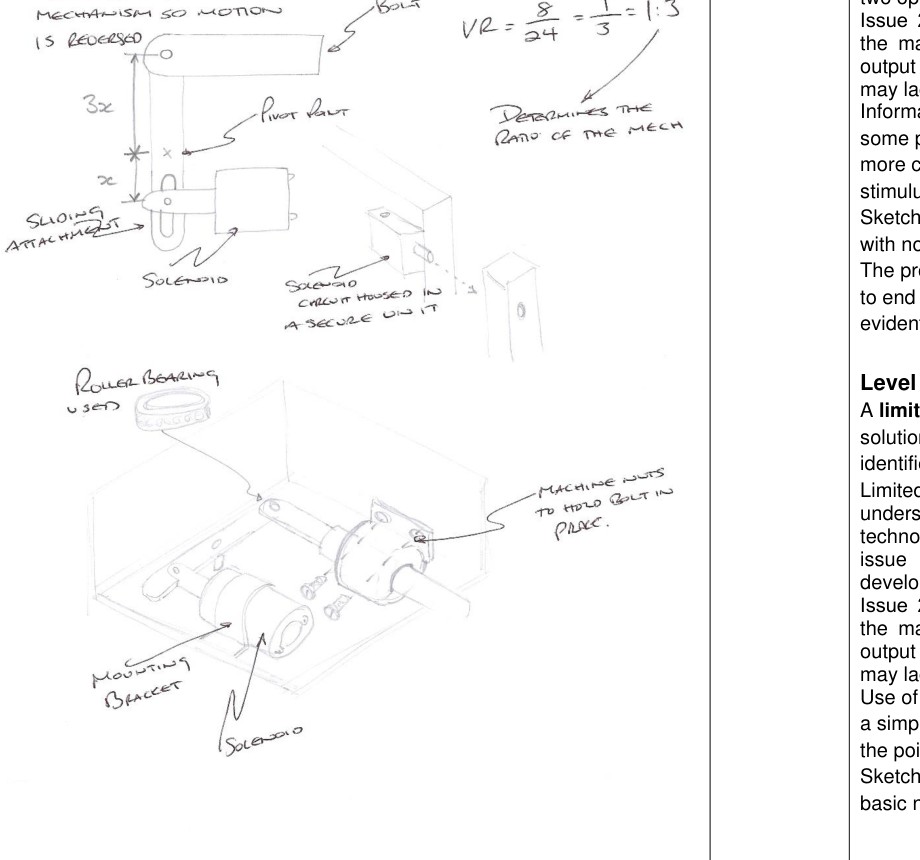 MECHANISM SO MOTION
IS REVERSED
BOLT
VR = 8/24 = 1/3 = 1:3
DETERMINES THE
RATIO OF THE MECH
3x
PIVOT POINT
x
SLIDING
ATTACHMENT
SOLENOID
SOLENOID
CIRCUIT HOUSED IN
A SECURE UNIT
ROLLER BEARING
USED
MACHINE NUTS
TO HOLD BOLT IN
PLACE.
MOUNTING
BRACKET
SOLENOID
Issue 2
the ma
output
may la
Informa
some p
more c
stimulu
Sketch
with no
The pr
to end
eviden
Level
A limit
solution
identifi
Limited
unders
techno
issue
develo
Issue 2
the ma
output
may la
Use of
a simp
the poi
Sketch
basic n